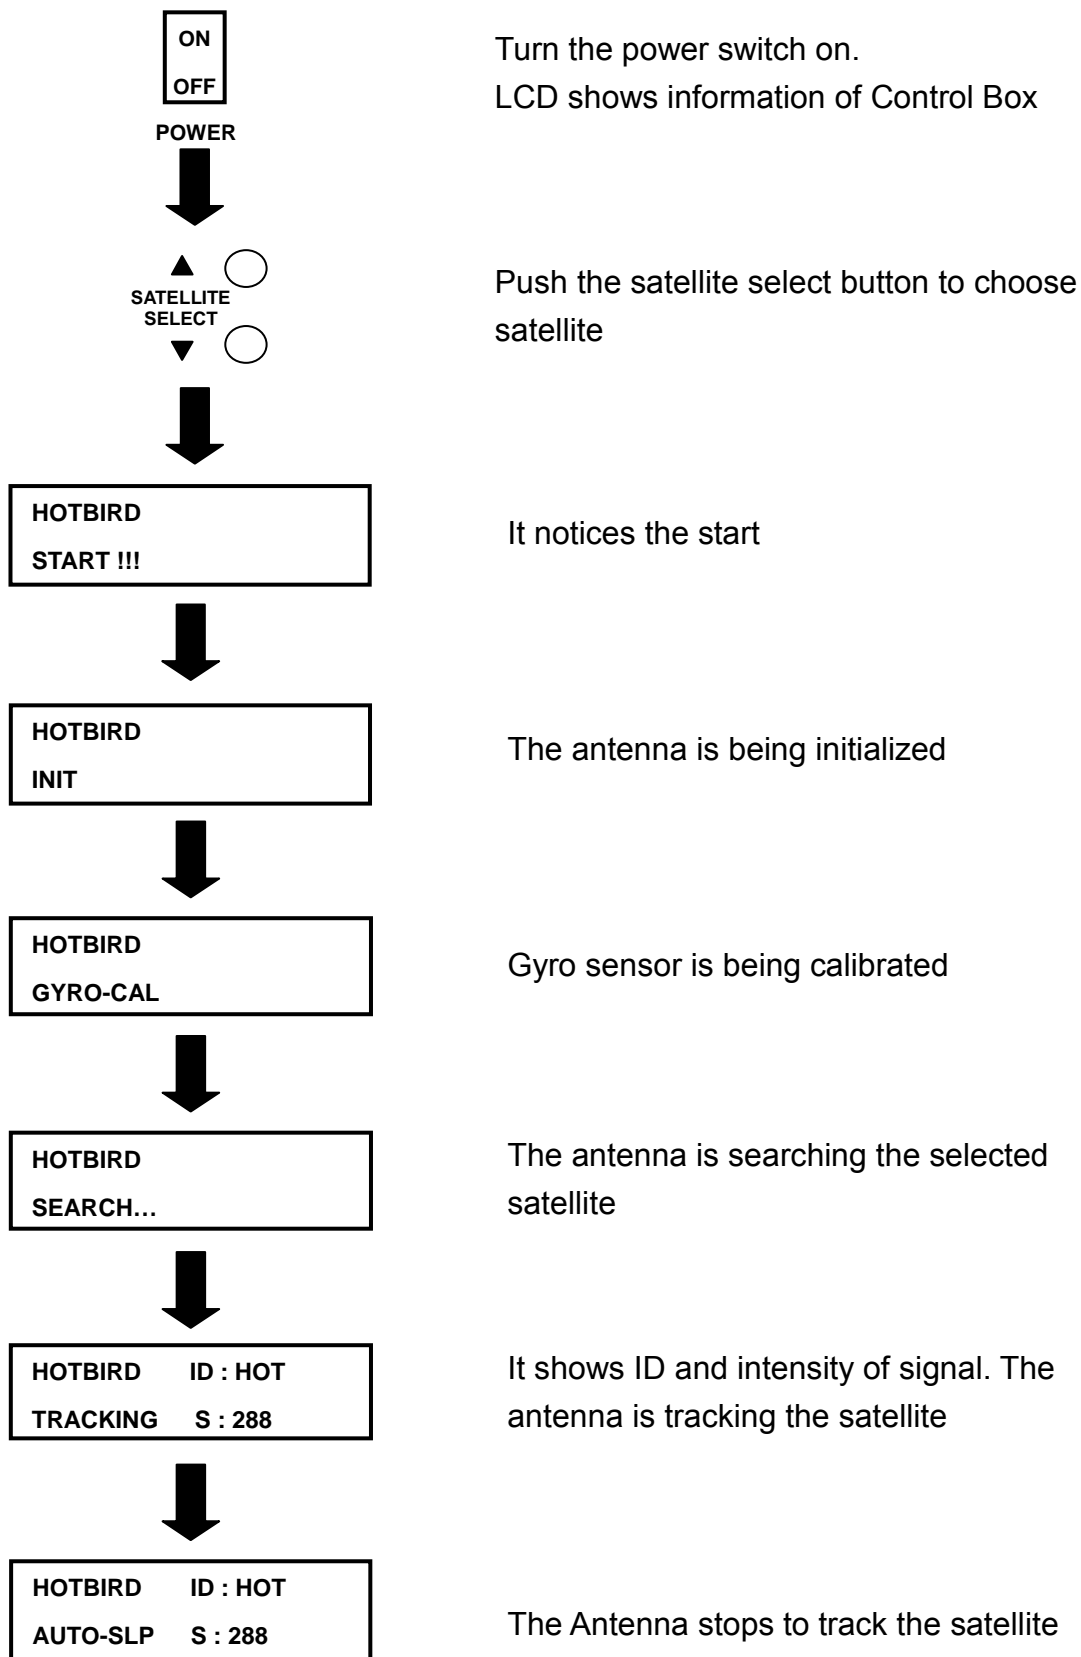 ON
OFF
POWER
Turn the power switch on.
LCD shows information of Control Box
SATELLITE
SELECT
Push the satellite select button to choose
satellite
HOTBIRD
START !!!
It notices the start
HOTBIRD
INIT
The antenna is being initialized
HOTBIRD
GYRO-CAL
Gyro sensor is being calibrated
HOTBIRD
SEARCH…
The antenna is searching the selected
satellite
HOTBIRD ID : HOT
TRACKING S : 288
It shows ID and intensity of signal. The
antenna is tracking the satellite
HOTBIRD ID : HOT
AUTO-SLP S : 288
The Antenna stops to track the satellite